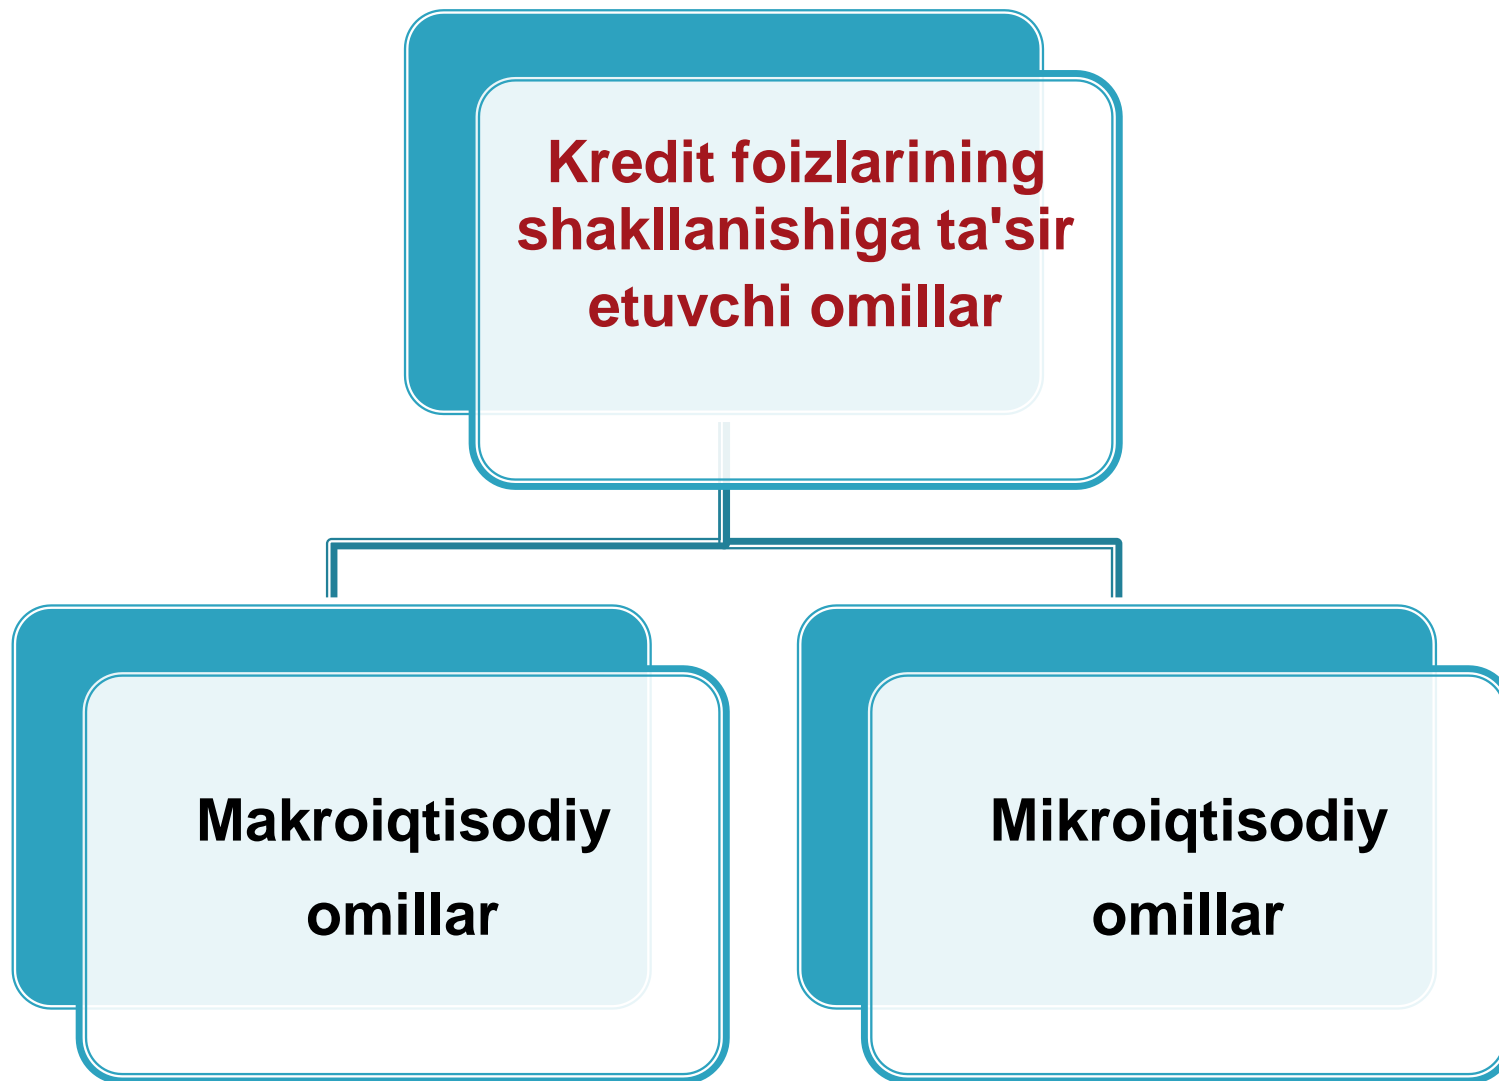 Kredit foizlarining
shakllanishiga ta'sir
etuvchi omillar
Makroiqtisodiy
omillar
Mikroiqtisodiy
omillar